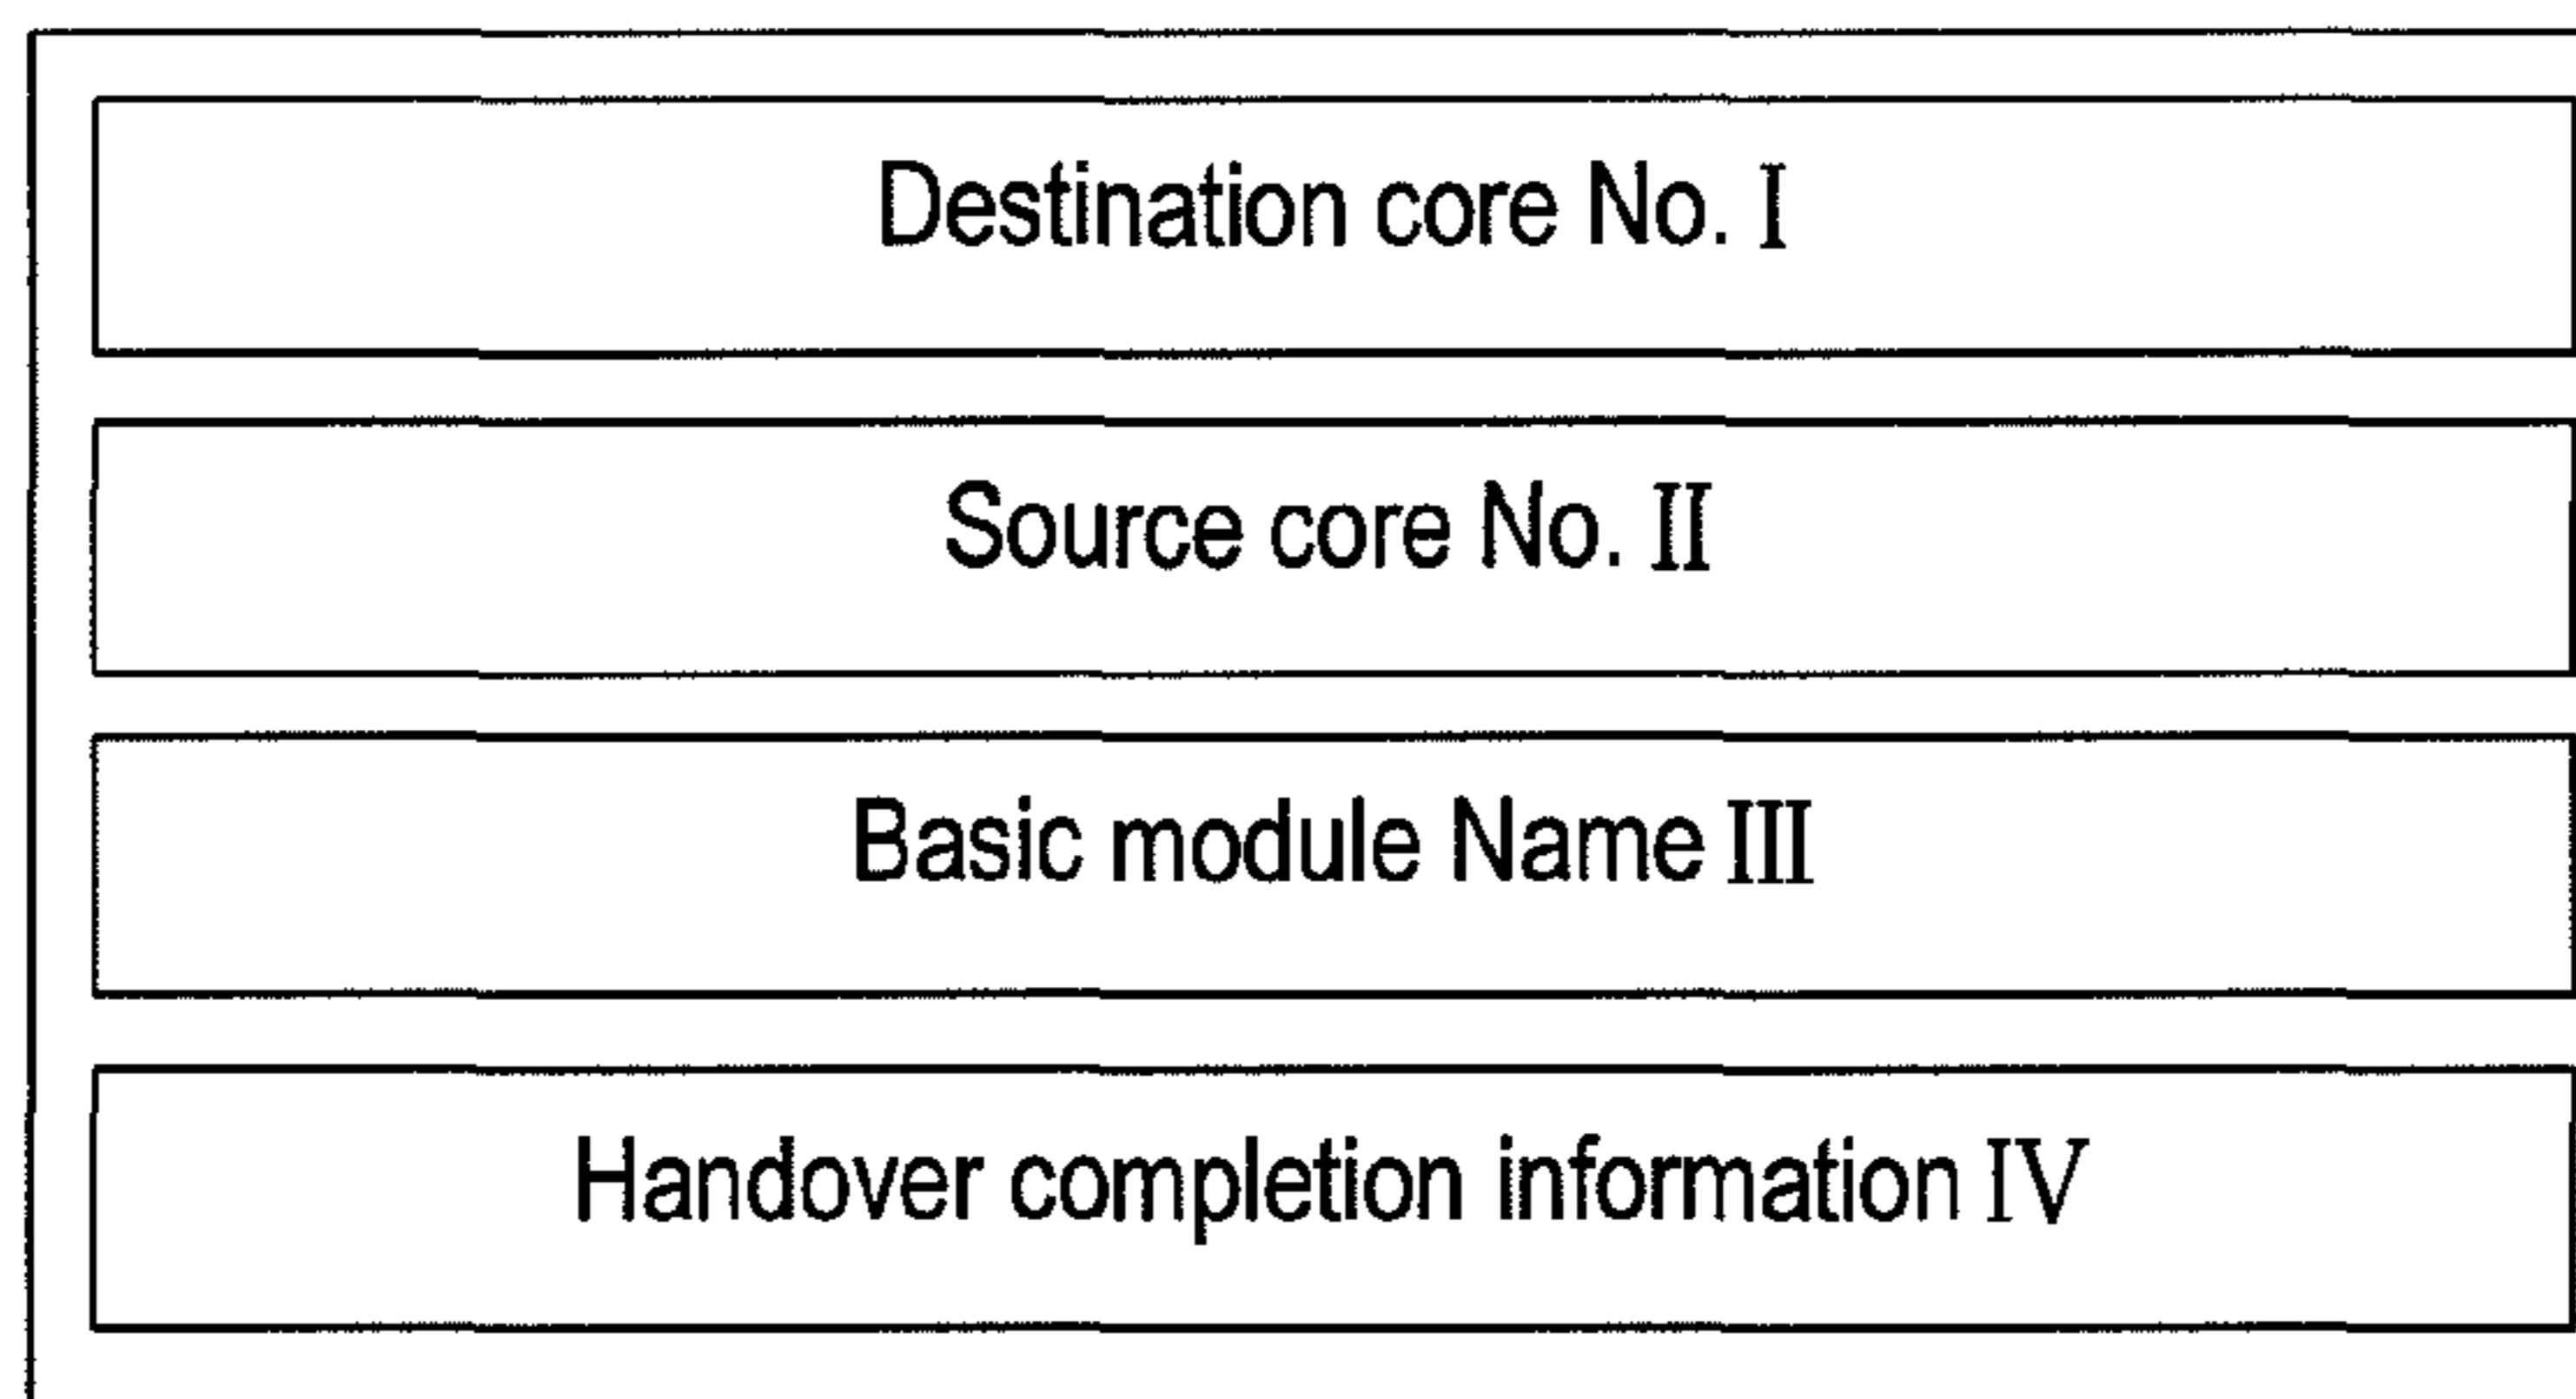 Destination core No. I
Source core No. II
Basic module Name III
Handover completion information IV